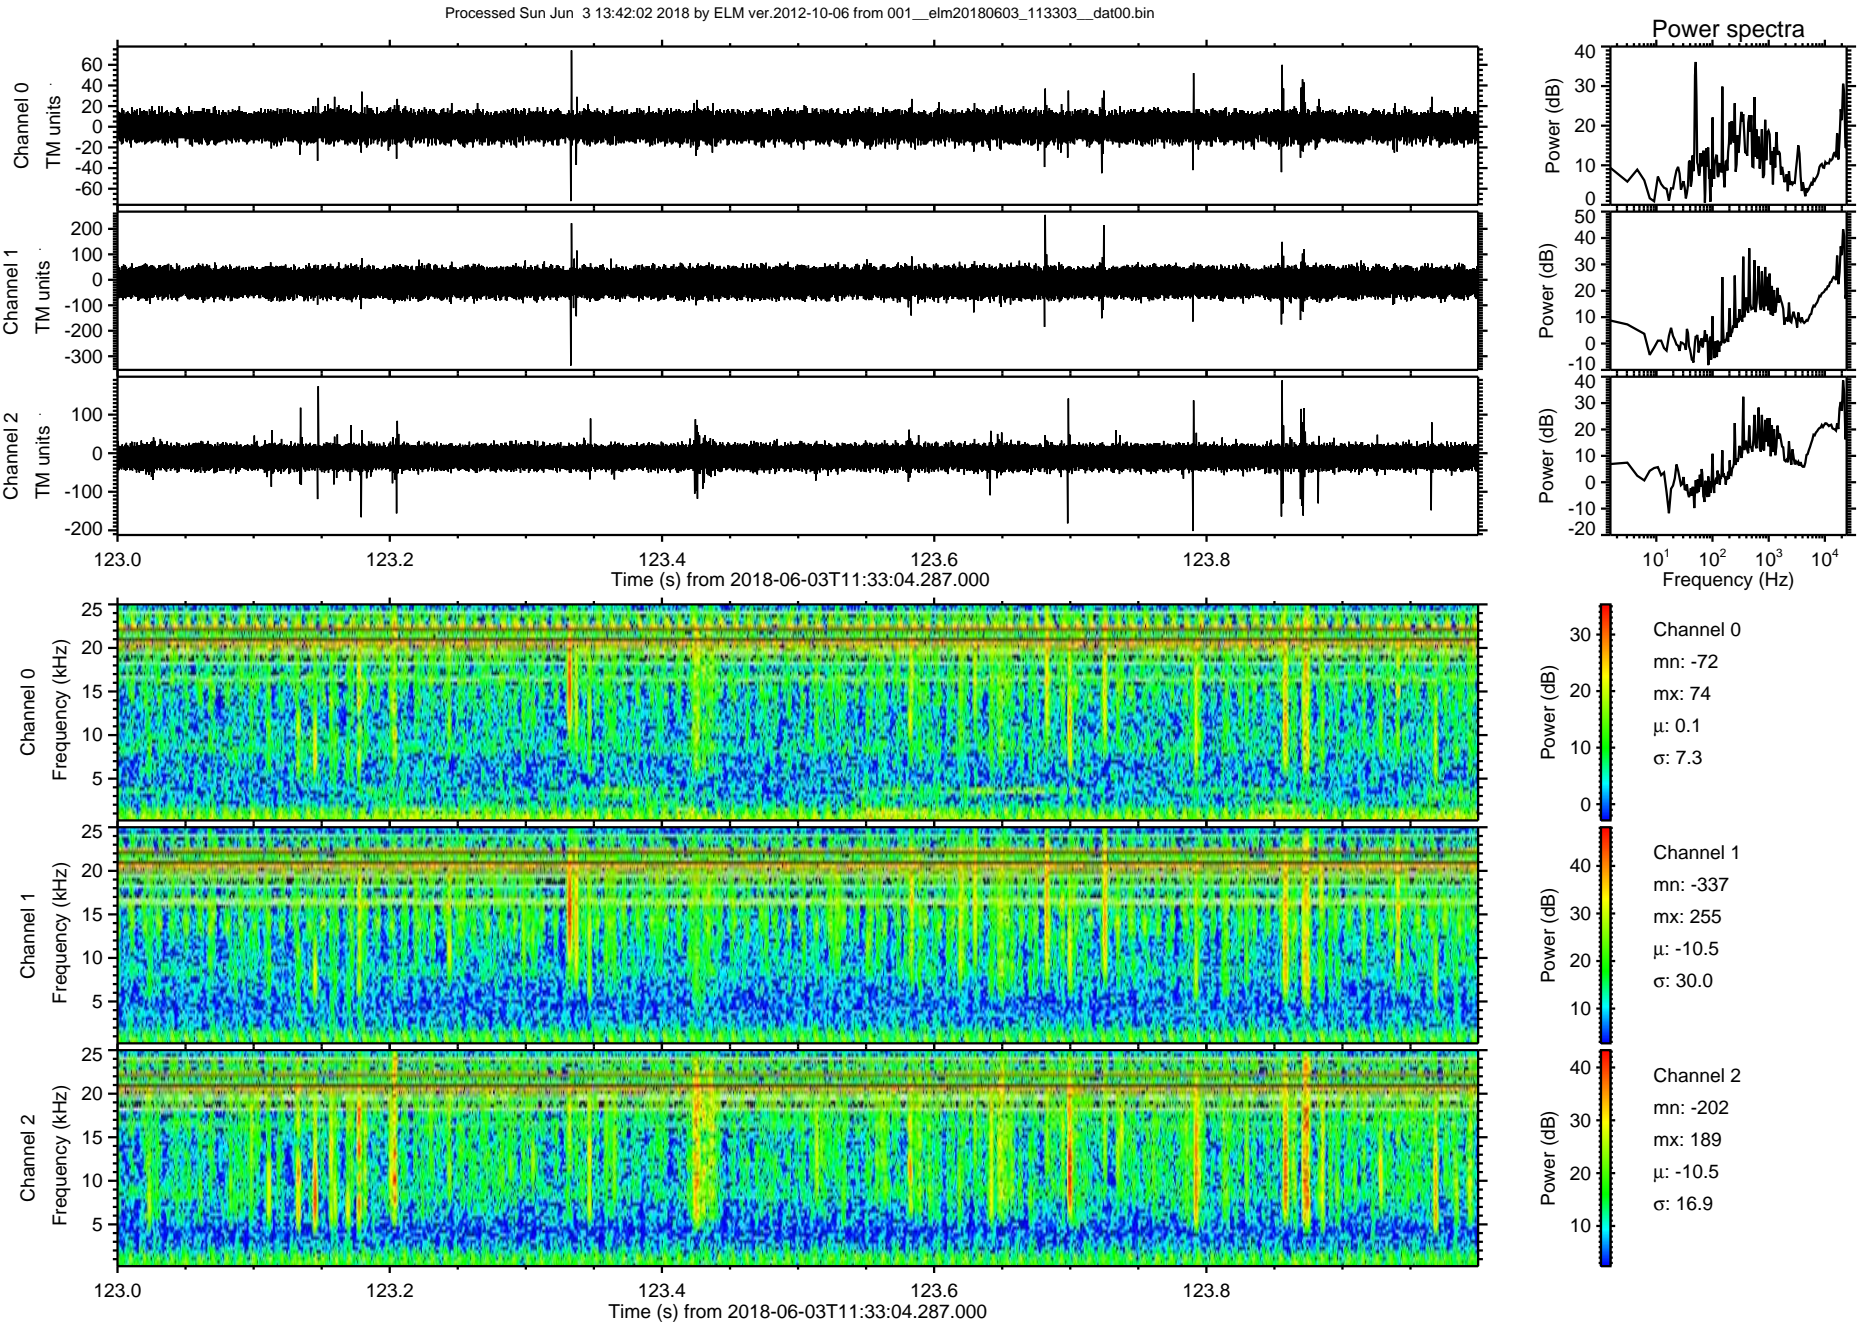 Processed Sun Jun  3 13:42:02 2018 by ELM ver.2012-10-06 from 001__elm20180603_113303__dat00.bin
Power spectra
Channel 0
TM units
60
40
20
0
-20
-40
-60
Power (dB)
40
30
20
10
0
Channel 1
TM units
200
100
0
-100
-200
-300
Power (dB)
50
40
30
20
10
0
-10
Channel 2
TM units
100
0
-100
-200
Power (dB)
40
30
20
10
0
-10
-20
123.0 123.2 123.4 123.6 123.8
Time (s) from 2018-06-03T11:33:04.287.000
10^1 10^2 10^3 10^4
Frequency (Hz)
Channel 0
Frequency (kHz)
25
20
15
10
5
Power (dB)
30
20
10
0
Channel 0
mn: -72
mx: 74
μ: 0.1
σ: 7.3
Channel 1
Frequency (kHz)
25
20
15
10
5
Power (dB)
40
30
20
10
Channel 1
mn: -337
mx: 255
μ: -10.5
σ: 30.0
Channel 2
Frequency (kHz)
25
20
15
10
5
Power (dB)
40
30
20
10
Channel 2
mn: -202
mx: 189
μ: -10.5
σ: 16.9
123.0 123.2 123.4 123.6 123.8
Time (s) from 2018-06-03T11:33:04.287.000